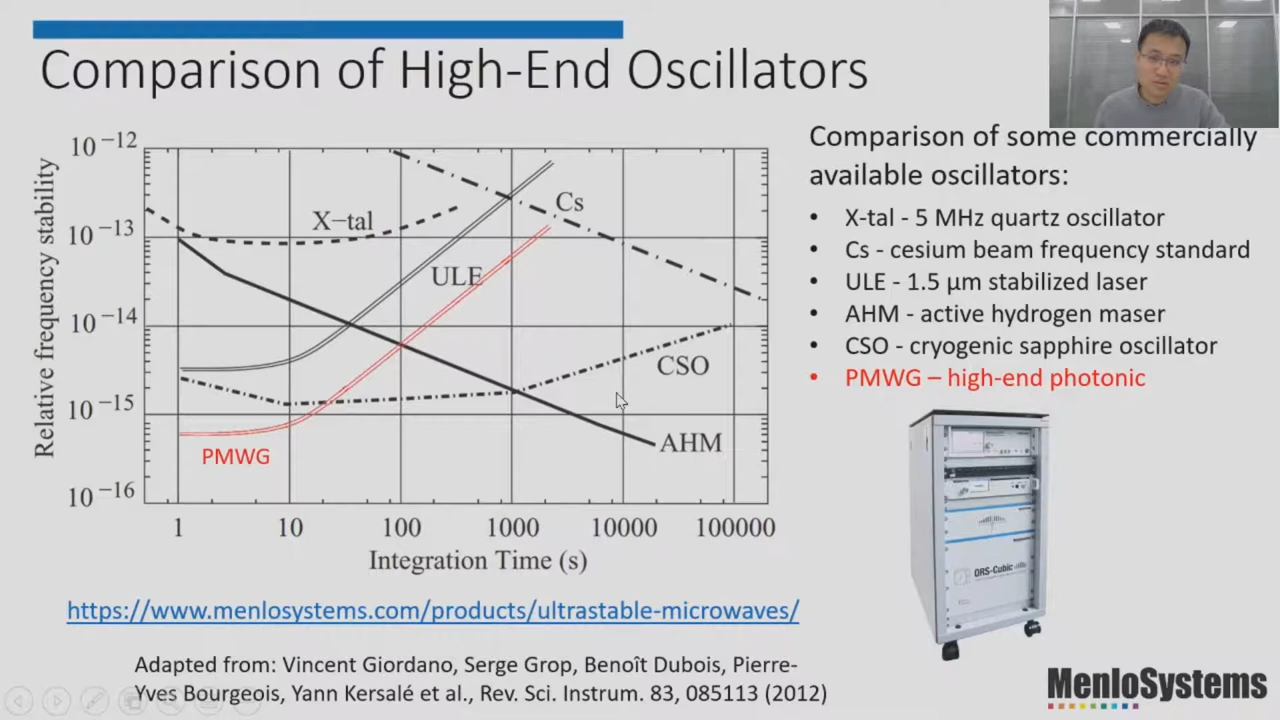 Comparison of High-End Oscillators
10⁻¹²
10⁻¹³
10⁻¹⁴
10⁻¹⁵
10⁻¹⁶
Relative frequency stability
X-tal
Cs
ULE
CSO
AHM
PMWG
1 10 100 1000 10000 100000
Integration Time (s)
https://www.menlosystems.com/products/ultrastable-microwaves/
Adapted from: Vincent Giordano, Serge Grop, Benoît Dubois, Pierre-
Yves Bourgeois, Yann Kersalé et al., Rev. Sci. Instrum. 83, 085113 (2012)
Comparison of some commercially
available oscillators:
• X-tal - 5 MHz quartz oscillator
• Cs - cesium beam frequency standard
• ULE - 1.5 µm stabilized laser
• AHM - active hydrogen maser
• CSO - cryogenic sapphire oscillator
• PMWG – high-end photonic
ORS-Cubic
MenloSystems